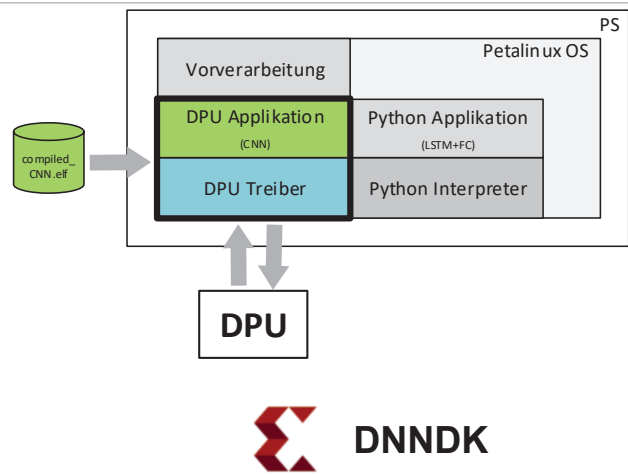 PS
Petalinux OS
Vorverarbeitung
DPU Applikation
(CNN)
Python Applikation
(LSTM+FC)
compiled_
CNN.elf
DPU Treiber
Python Interpreter
DPU
DNNDK